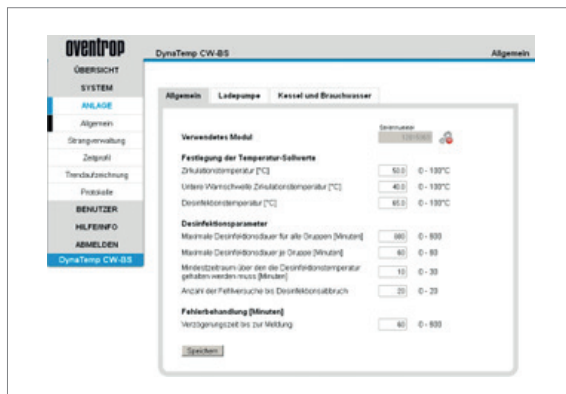 oventrop
DynaTemp CW-BS
Allgemein
ÜBERSICHT
SYSTEM
ANLAGE
Allgemein
Strangverwaltung
Zeitprofil
Trendaufzeichnung
Protokolle
BENUTZER
HILFE/INFO
ABMELDEN
DynaTemp CW-BS
Allgemein Ladepumpe Kessel und Brauchwasser
Seriennummer
Verwendetes Modul
Festlegung der Temperatur-Sollwerte
Zirkulationstemperatur [°C] 50.0 0 - 100°C
Untere Warnschwelle Zirkulationstemperatur [°C] 40.0 0 - 100°C
Desinfektionstemperatur [°C] 65.0 0 - 100°C
Desinfektionsparameter
Maximale Desinfektionsdauer für alle Gruppen [Minuten] 0 - 600
Maximale Desinfektionsdauer je Gruppe [Minuten] 60 0 - 60
Mindestzeitraum über den die Desinfektionstemperatur
gehalten werden muss [Minuten] 10 0 - 30
Anzahl der Fehlversuche bis Desinfektionsabbruch 20 0 - 20
Fehlerbehandlung [Minuten]
Verzögerungszeit bis zur Meldung 60 0 - 600
Speichern